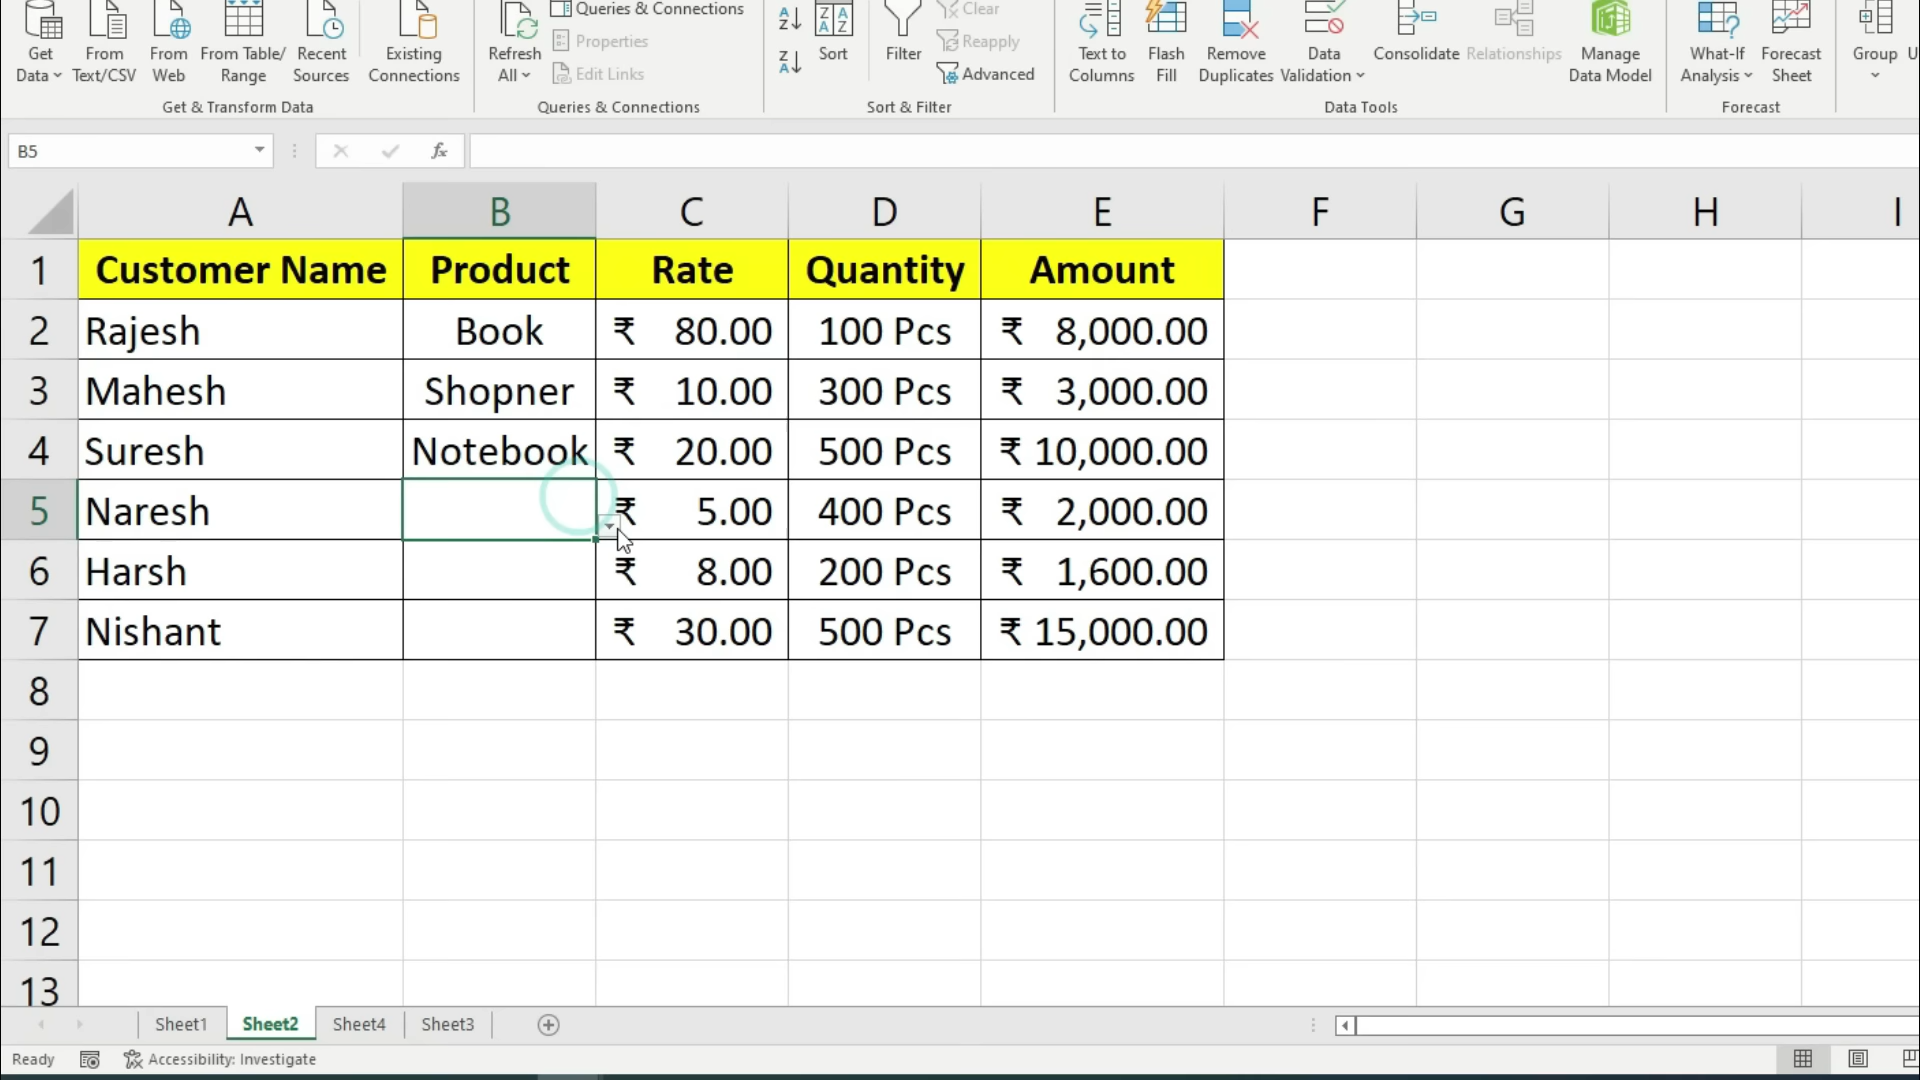 Queries & Connections
Clear
Properties
Reapply
Edit Links
Advanced
Get Data
From Text/CSV
From Web
From Table/ Range
Recent Sources
Existing Connections
Refresh All
Sort
Filter
Text to Columns
Flash Fill
Remove Duplicates
Data Validation
Consolidate
Relationships
Manage Data Model
What-If Analysis
Forecast Sheet
Group
U
Get & Transform Data
Queries & Connections
Sort & Filter
Data Tools
Forecast
B5
fx
A B C D E F G H I
1 Customer Name Product Rate Quantity Amount
2 Rajesh Book ₹ 80.00 100 Pcs ₹ 8,000.00
3 Mahesh Shopner ₹ 10.00 300 Pcs ₹ 3,000.00
4 Suresh Notebook ₹ 20.00 500 Pcs ₹ 10,000.00
5 Naresh ₹ 5.00 400 Pcs ₹ 2,000.00
6 Harsh ₹ 8.00 200 Pcs ₹ 1,600.00
7 Nishant ₹ 30.00 500 Pcs ₹ 15,000.00
8
9
10
11
12
13
Sheet1 Sheet2 Sheet4 Sheet3
Ready Accessibility: Investigate